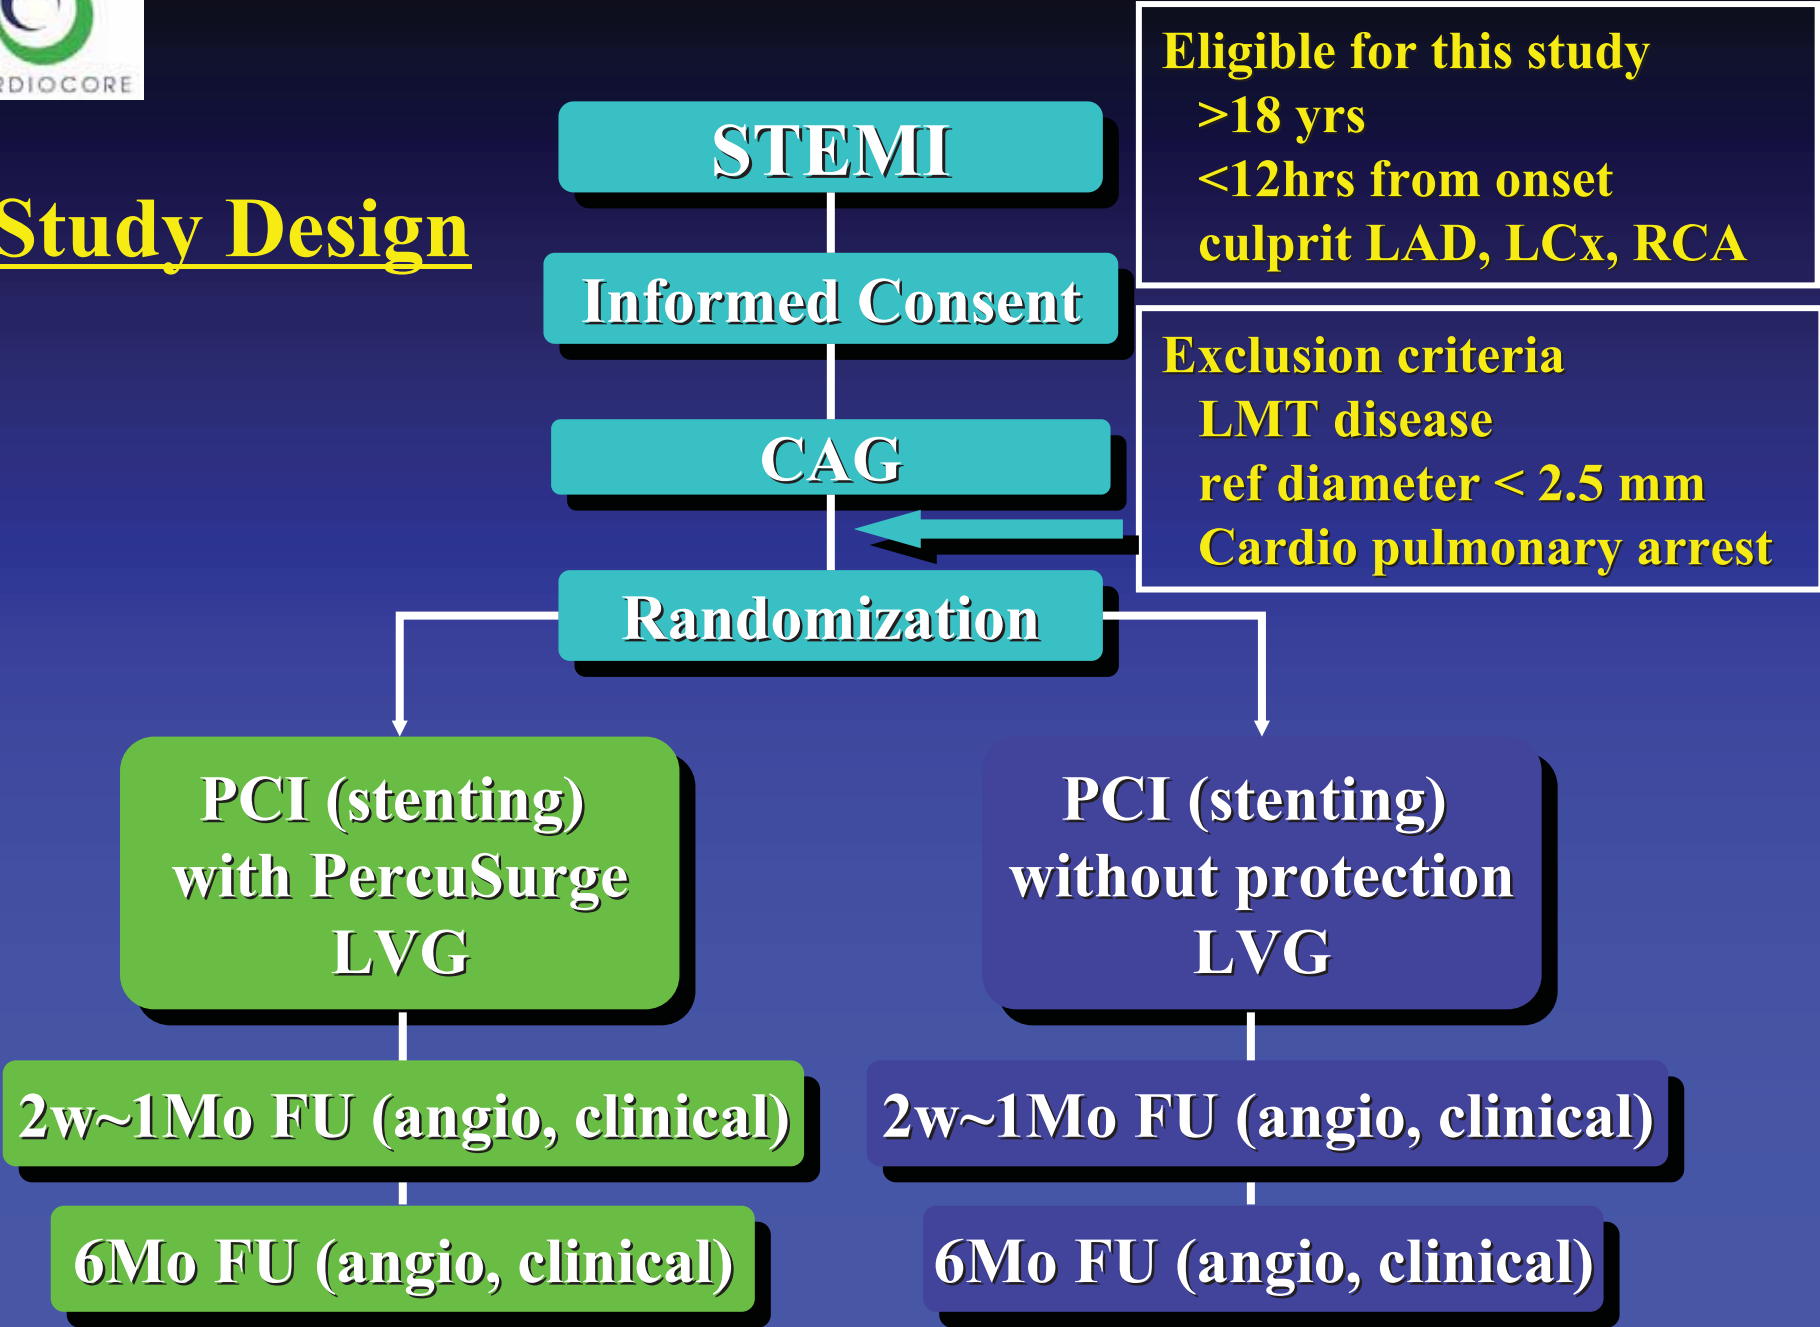 RDIOCORE
Study Design
STEMI
Informed Consent
CAG
Randomization
Eligible for this study
>18 yrs
<12hrs from onset
culprit LAD, LCx, RCA
Exclusion criteria
LMT disease
ref diameter < 2.5 mm
Cardio pulmonary arrest
PCI (stenting)
with PercuSurge
LVG
2w~1Mo FU (angio, clinical)
6Mo FU (angio, clinical)
PCI (stenting)
without protection
LVG
2w~1Mo FU (angio, clinical)
6Mo FU (angio, clinical)